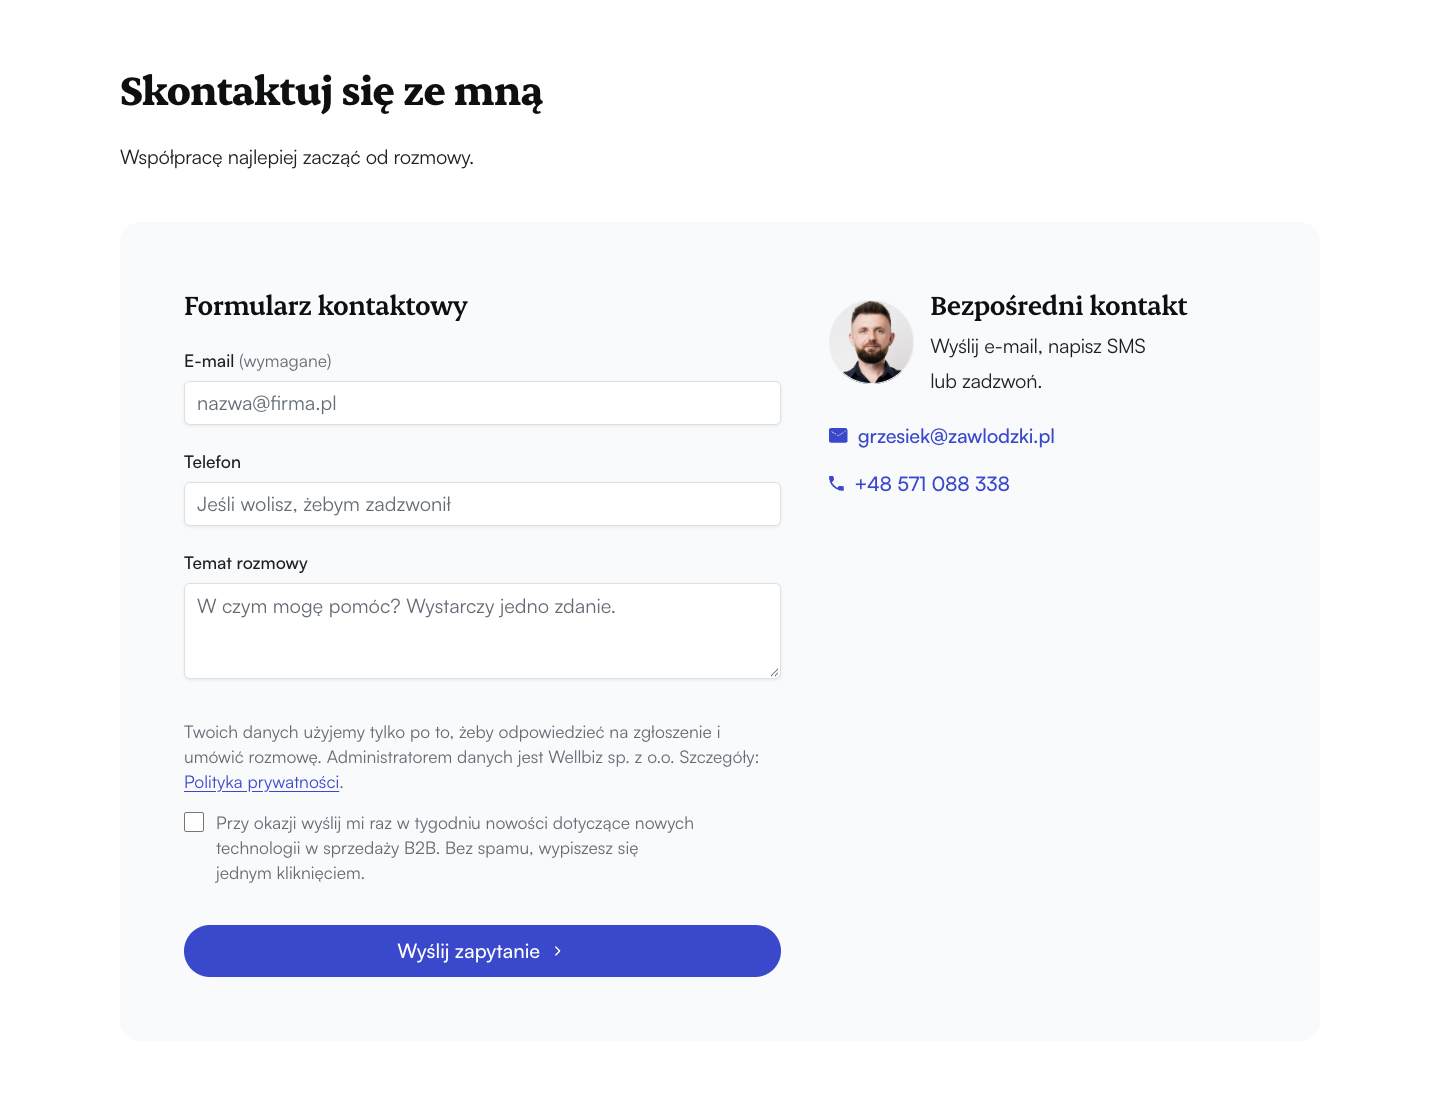 Skontaktuj się ze mną
Współpracę najlepiej zacząć od rozmowy.
Formularz kontaktowy
E-mail (wymagane)
nazwa@firma.pl
Telefon
Jeśli wolisz, żebym zadzwonił
Temat rozmowy
W czym mogę pomóc? Wystarczy jedno zdanie.
Twoich danych użyjemy tylko po to, żeby odpowiedzieć na zgłoszenie i
umówić rozmowę. Administratorem danych jest Wellbiz sp. z o.o. Szczegóły:
Polityka prywatności.
Przy okazji wyślij mi raz w tygodniu nowości dotyczące nowych
technologii w sprzedaży B2B. Bez spamu, wypiszesz się
jednym kliknięciem.
Wyślij zapytanie
Bezpośredni kontakt
Wyślij e-mail, napisz SMS
lub zadzwoń.
grzesiek@zawlodzki.pl
+48 571 088 338